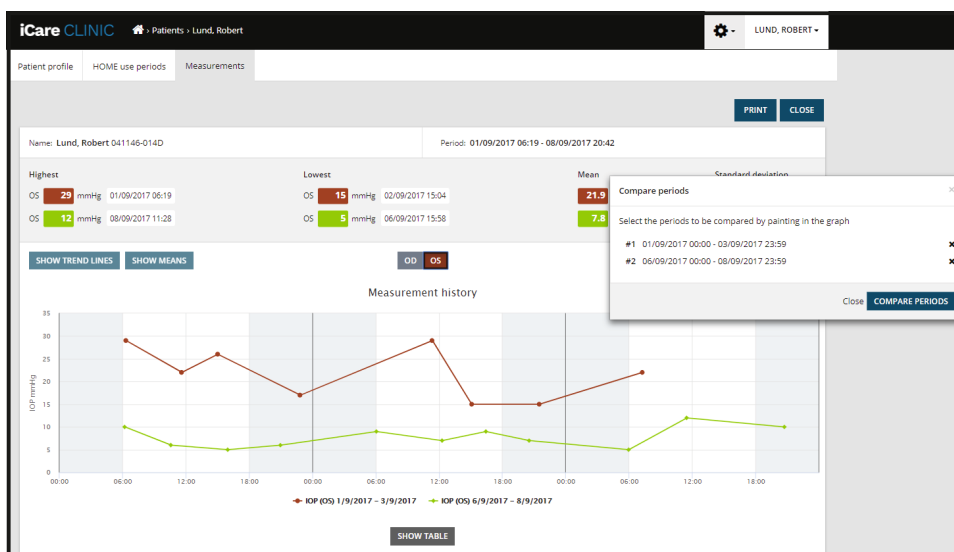 iCare CLINIC › Patients › Lund, Robert LUND, ROBERT
Patient profile HOME use periods Measurements
PRINT CLOSE
Name: Lund, Robert 041146-014D Period: 01/09/2017 06:19 - 08/09/2017 20:42
Highest Lowest Mean Standard deviation
OS 29 mmHg 01/09/2017 06:19 OS 15 mmHg 02/09/2017 15:04 21.9
OS 12 mmHg 08/09/2017 11:28 OS 5 mmHg 06/09/2017 15:58 7.8
Compare periods ×
Select the periods to be compared by painting in the graph
#1 01/09/2017 00:00 - 03/09/2017 23:59 ✖
#2 06/09/2017 00:00 - 08/09/2017 23:59 ✖
Close COMPARE PERIODS
SHOW TREND LINES SHOW MEANS OD OS
Measurement history
IOP mmHg
35
30
25
20
15
10
5
0
00:00 06:00 12:00 18:00 00:00 06:00 12:00 18:00 00:00 06:00 12:00 18:00
IOP (OS) 1/9/2017 – 3/9/2017 IOP (OS) 6/9/2017 – 8/9/2017
SHOW TABLE